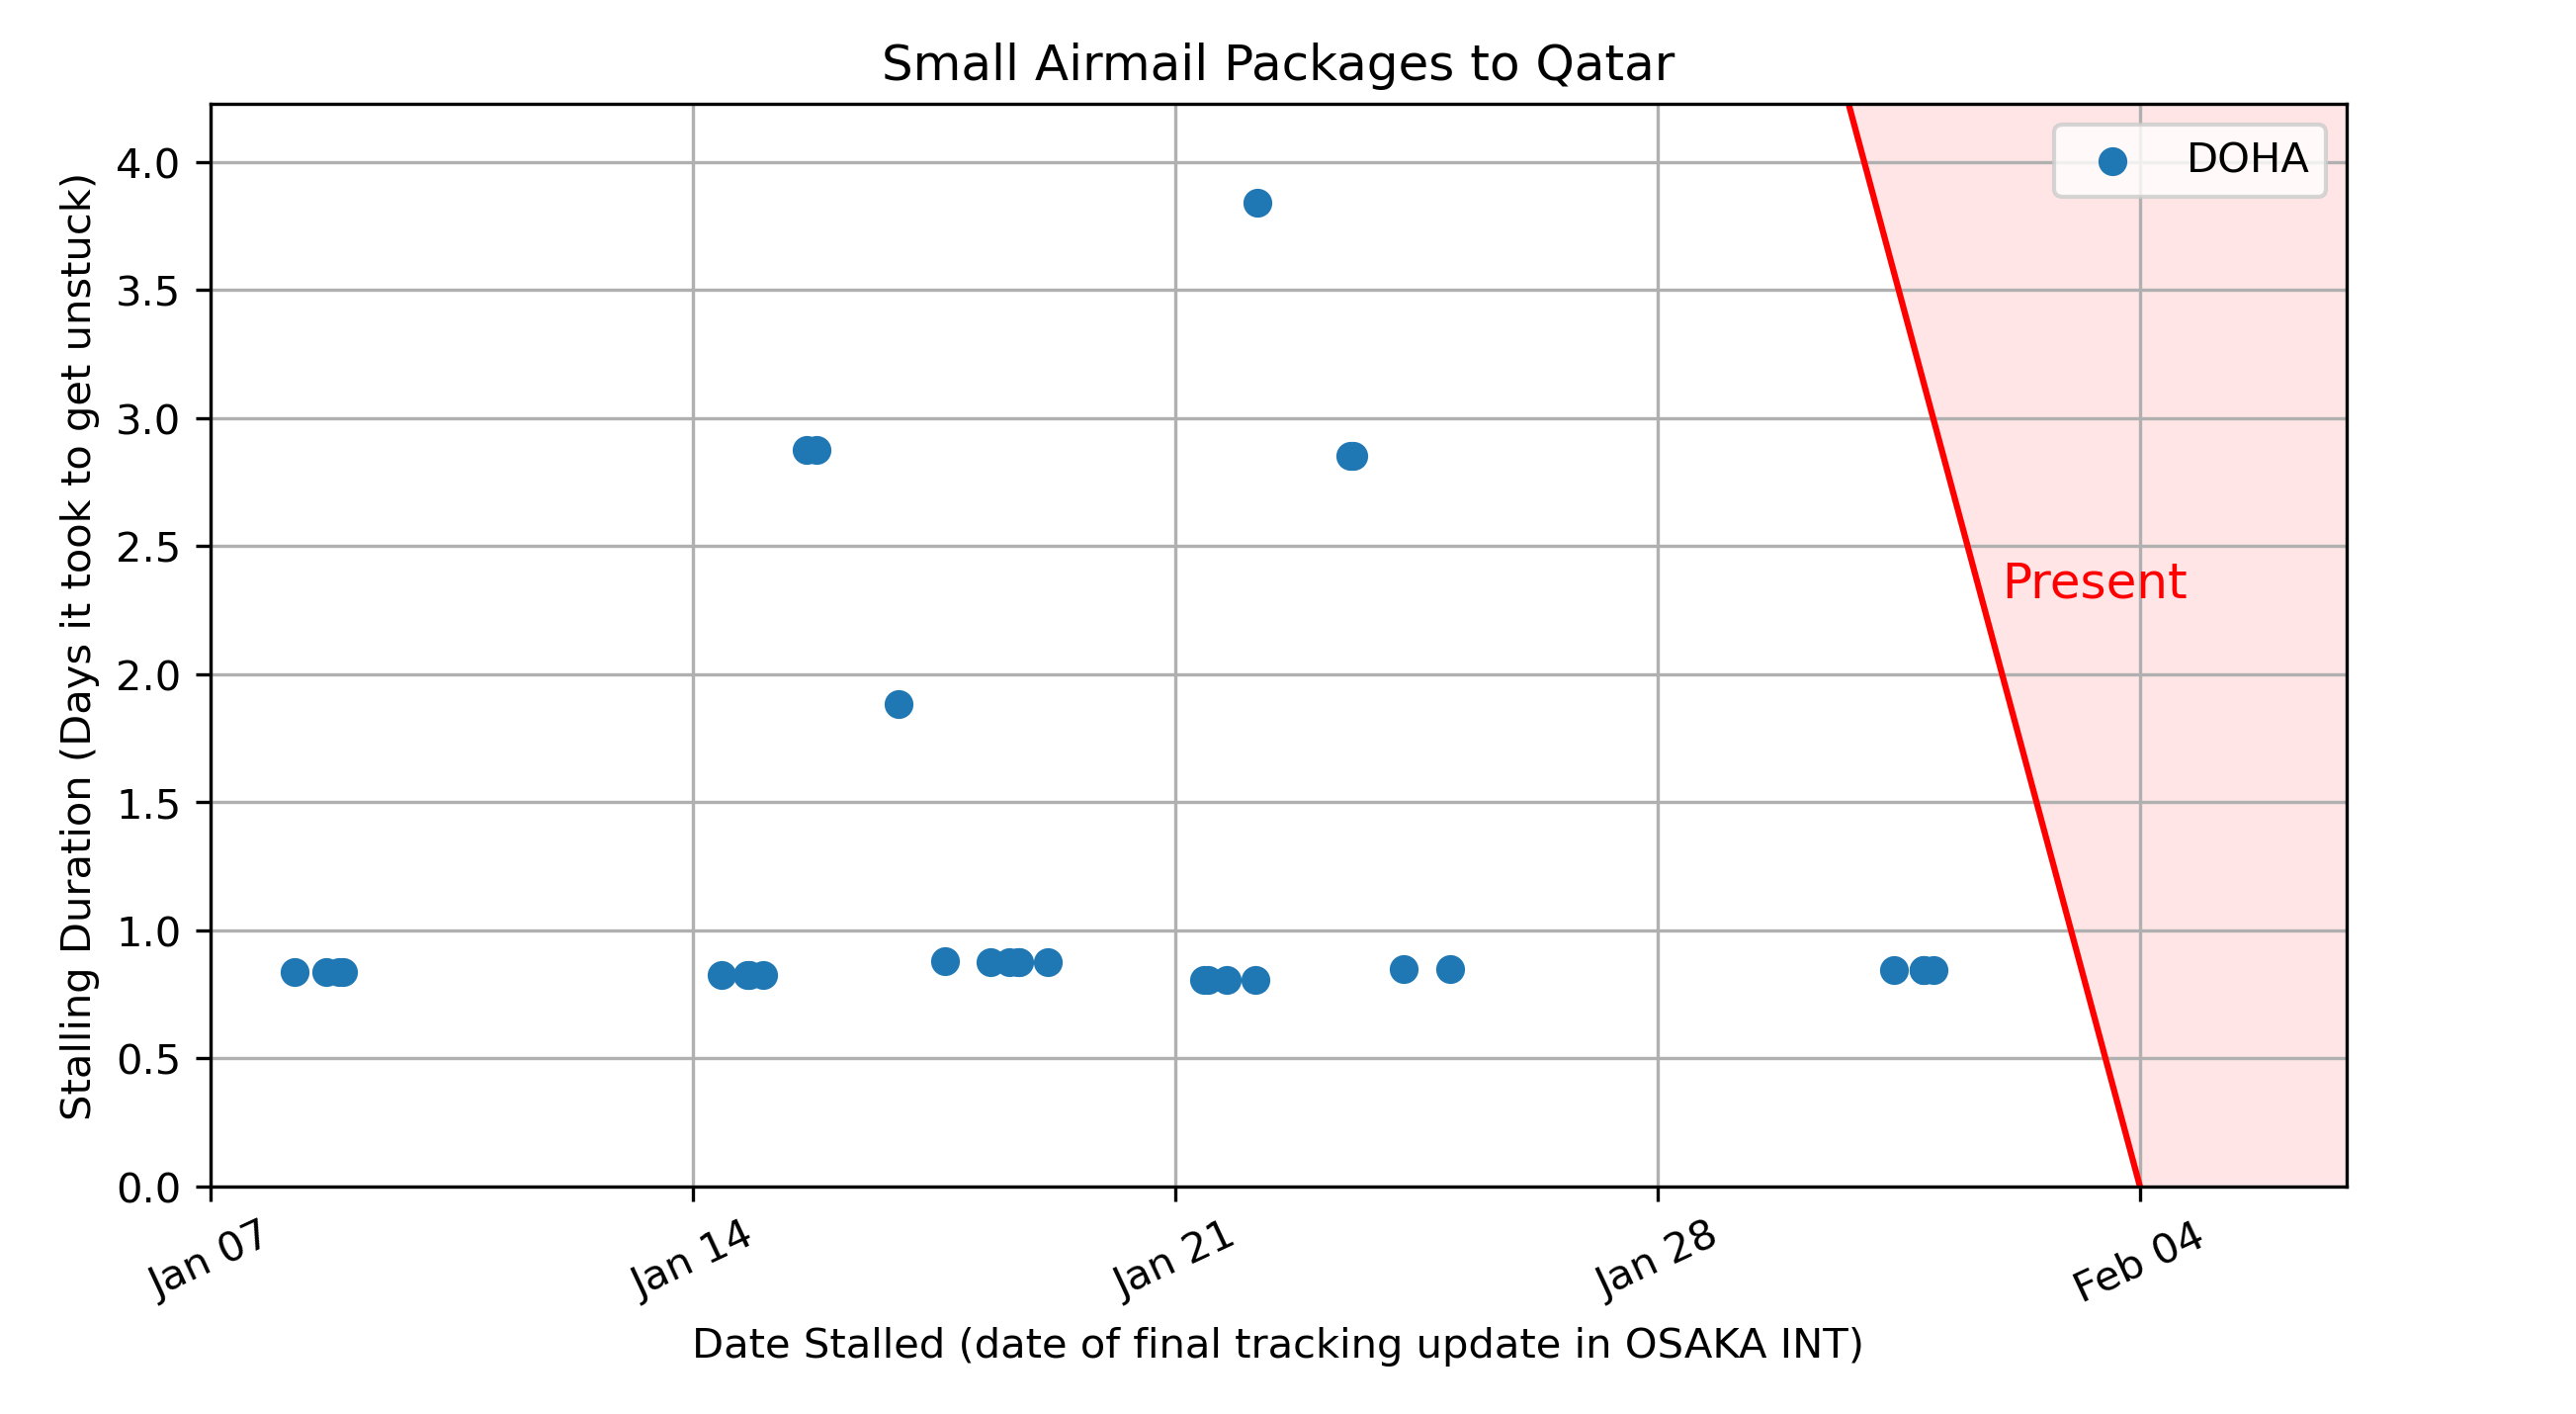 Small Airmail Packages to Qatar
DOHA
Present
Stalling Duration (Days it took to get unstuck)
4.0
3.5
3.0
2.5
2.0
1.5
1.0
0.5
0.0
Jan 07
Jan 14
Jan 21
Jan 28
Feb 04
Date Stalled (date of final tracking update in OSAKA INT)